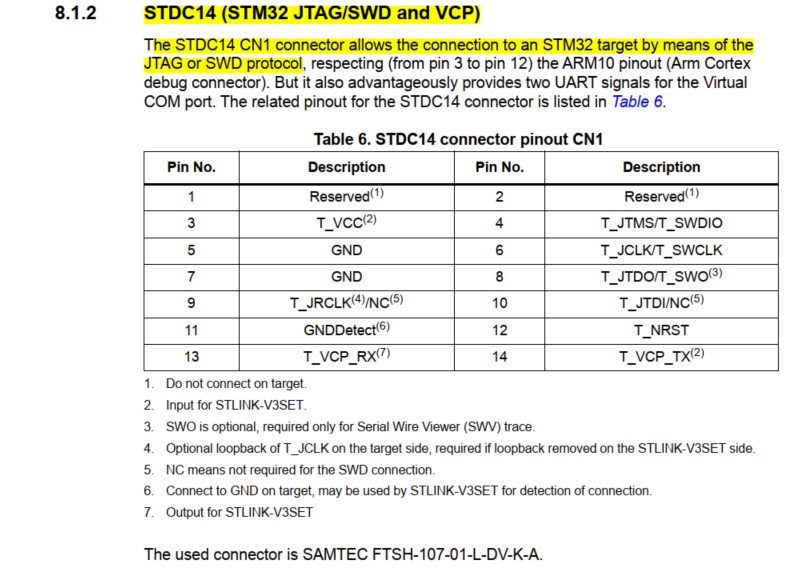 8.1.2 STDC14 (STM32 JTAG/SWD and VCP)
The STDC14 CN1 connector allows the connection to an STM32 target by means of the
JTAG or SWD protocol, respecting (from pin 3 to pin 12) the ARM10 pinout (Arm Cortex
debug connector). But it also advantageously provides two UART signals for the Virtual
COM port. The related pinout for the STDC14 connector is listed in Table 6.
Table 6. STDC14 connector pinout CN1
Pin No. Description Pin No. Description
1 Reserved(1) 2 Reserved(1)
3 T_VCC(2) 4 T_JTMS/T_SWDIO
5 GND 6 T_JCLK/T_SWCLK
7 GND 8 T_JTDO/T_SWO(3)
9 T_JRCLK(4)/NC(5) 10 T_JTDI/NC(5)
11 GNDDetect(6) 12 T_NRST
13 T_VCP_RX(7) 14 T_VCP_TX(2)
1. Do not connect on target.
2. Input for STLINK-V3SET.
3. SWO is optional, required only for Serial Wire Viewer (SWV) trace.
4. Optional loopback of T_JCLK on the target side, required if loopback removed on the STLINK-V3SET side.
5. NC means not required for the SWD connection.
6. Connect to GND on target, may be used by STLINK-V3SET for detection of connection.
7. Output for STLINK-V3SET
The used connector is SAMTEC FTSH-107-01-L-DV-K-A.